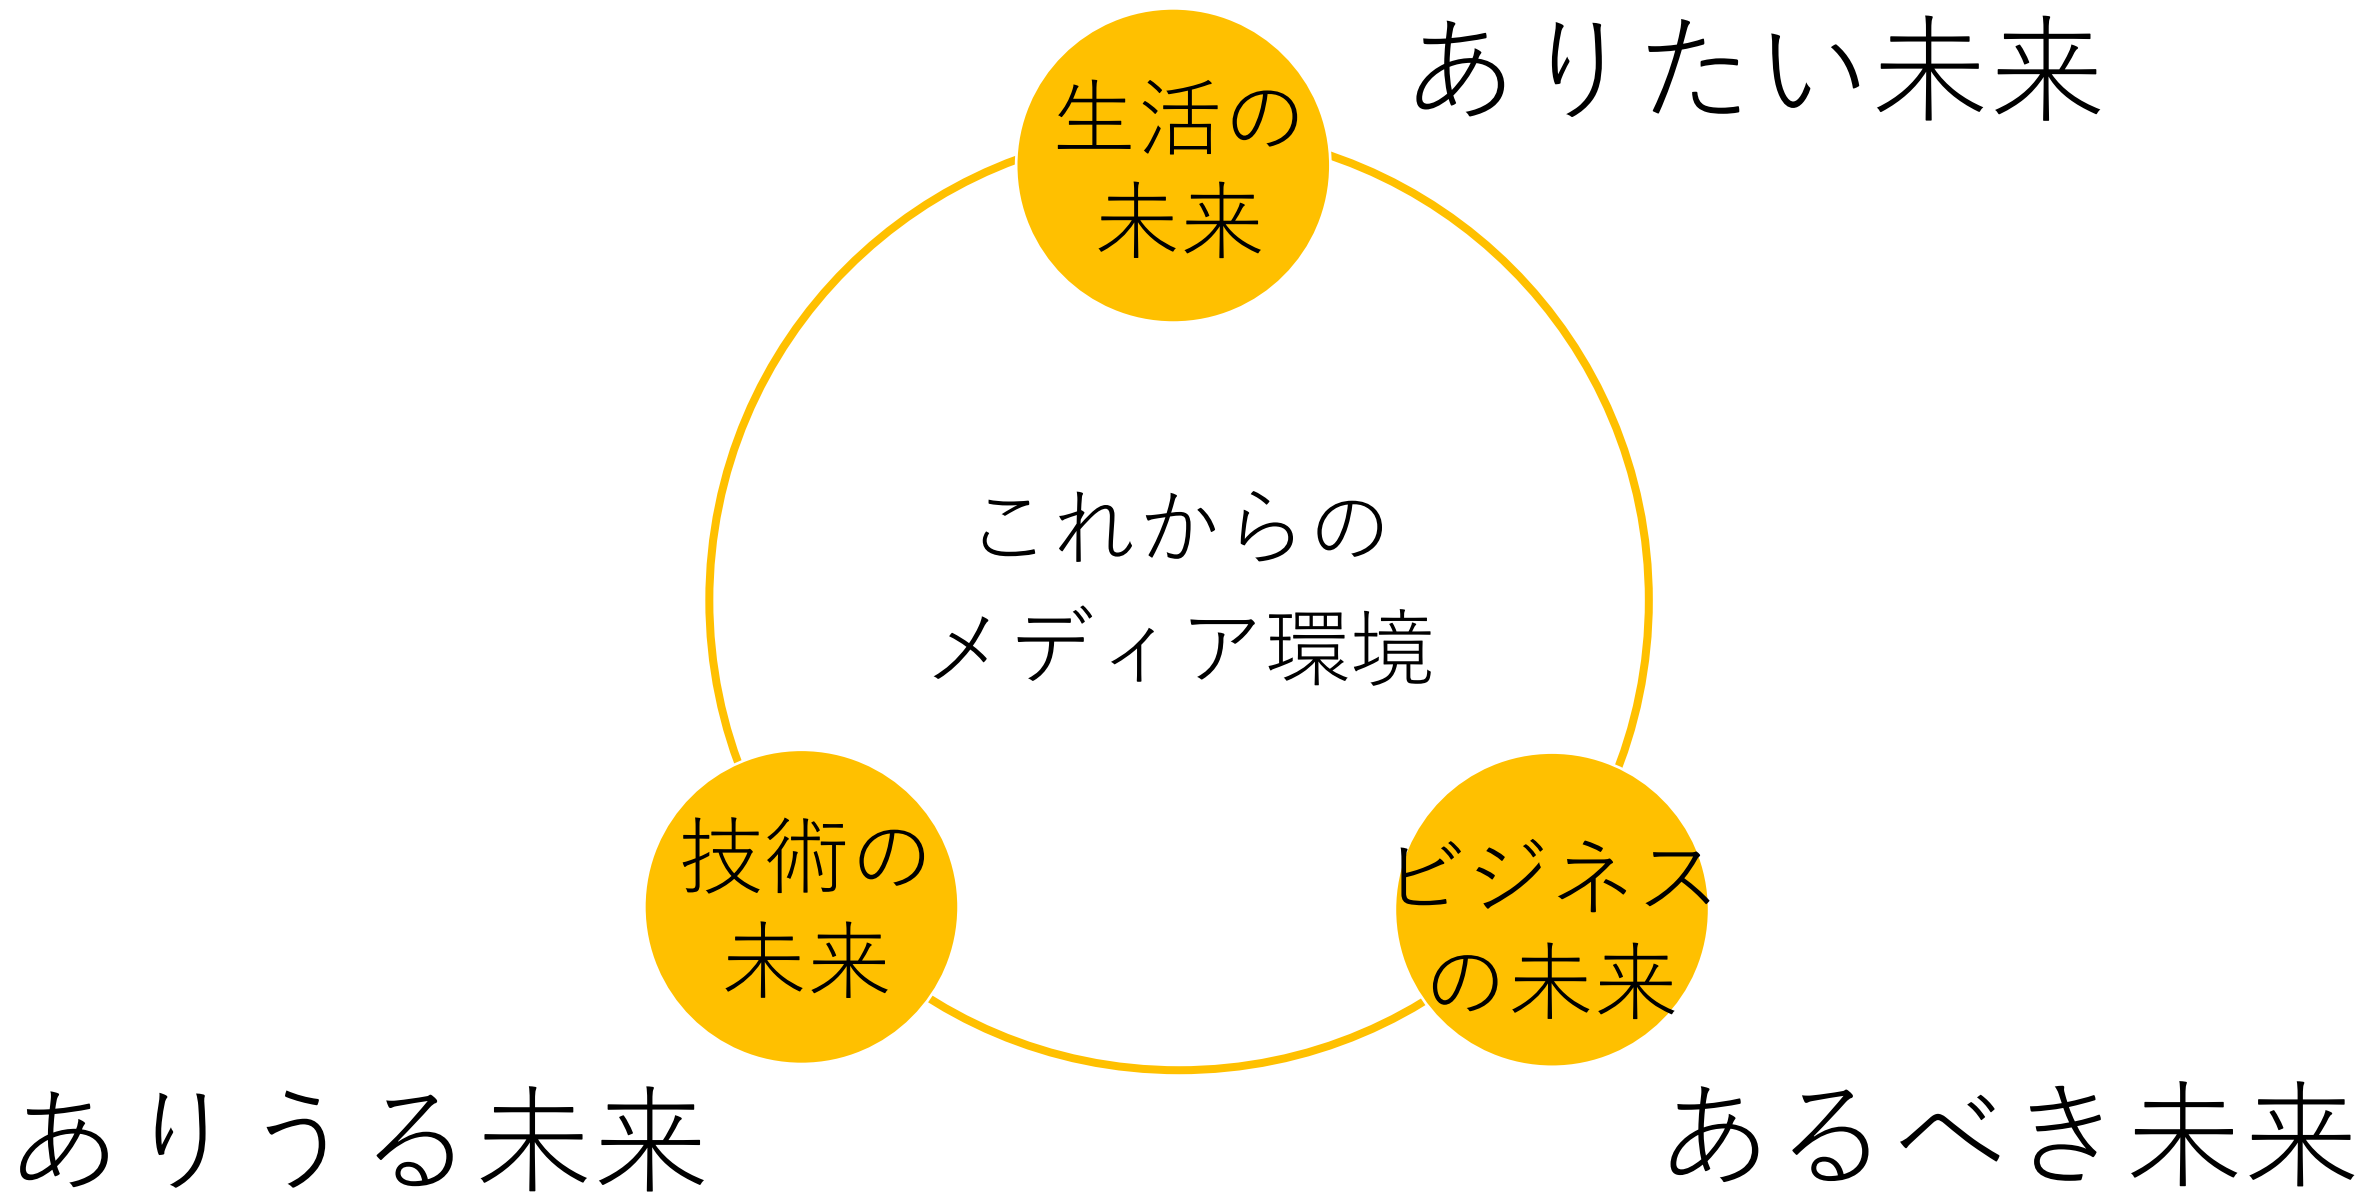 ありたい未来
生活の
未来
これからの
メディア環境
技術の
未来
ビジネス
の未来
ありうる未来
あるべき未来